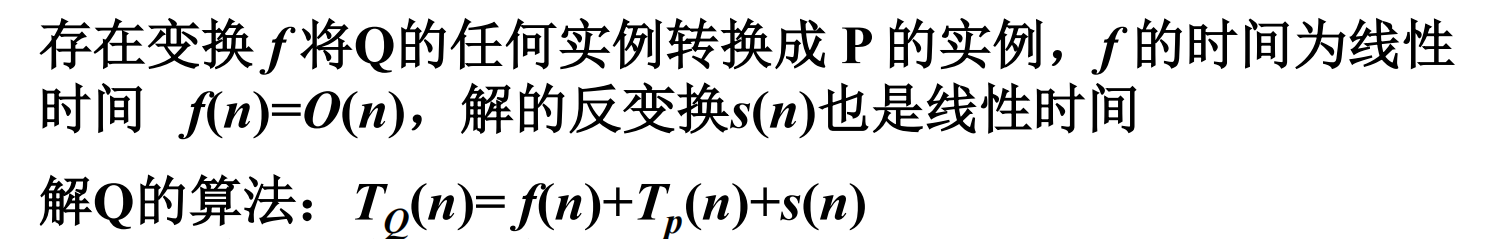 存在变换 f 将Q的任何实例转换成 P 的实例，f 的时间为线性
时间 f(n)=O(n)，解的反变换s(n)也是线性时间
解Q的算法：T_Q(n)= f(n)+T_p(n)+s(n)